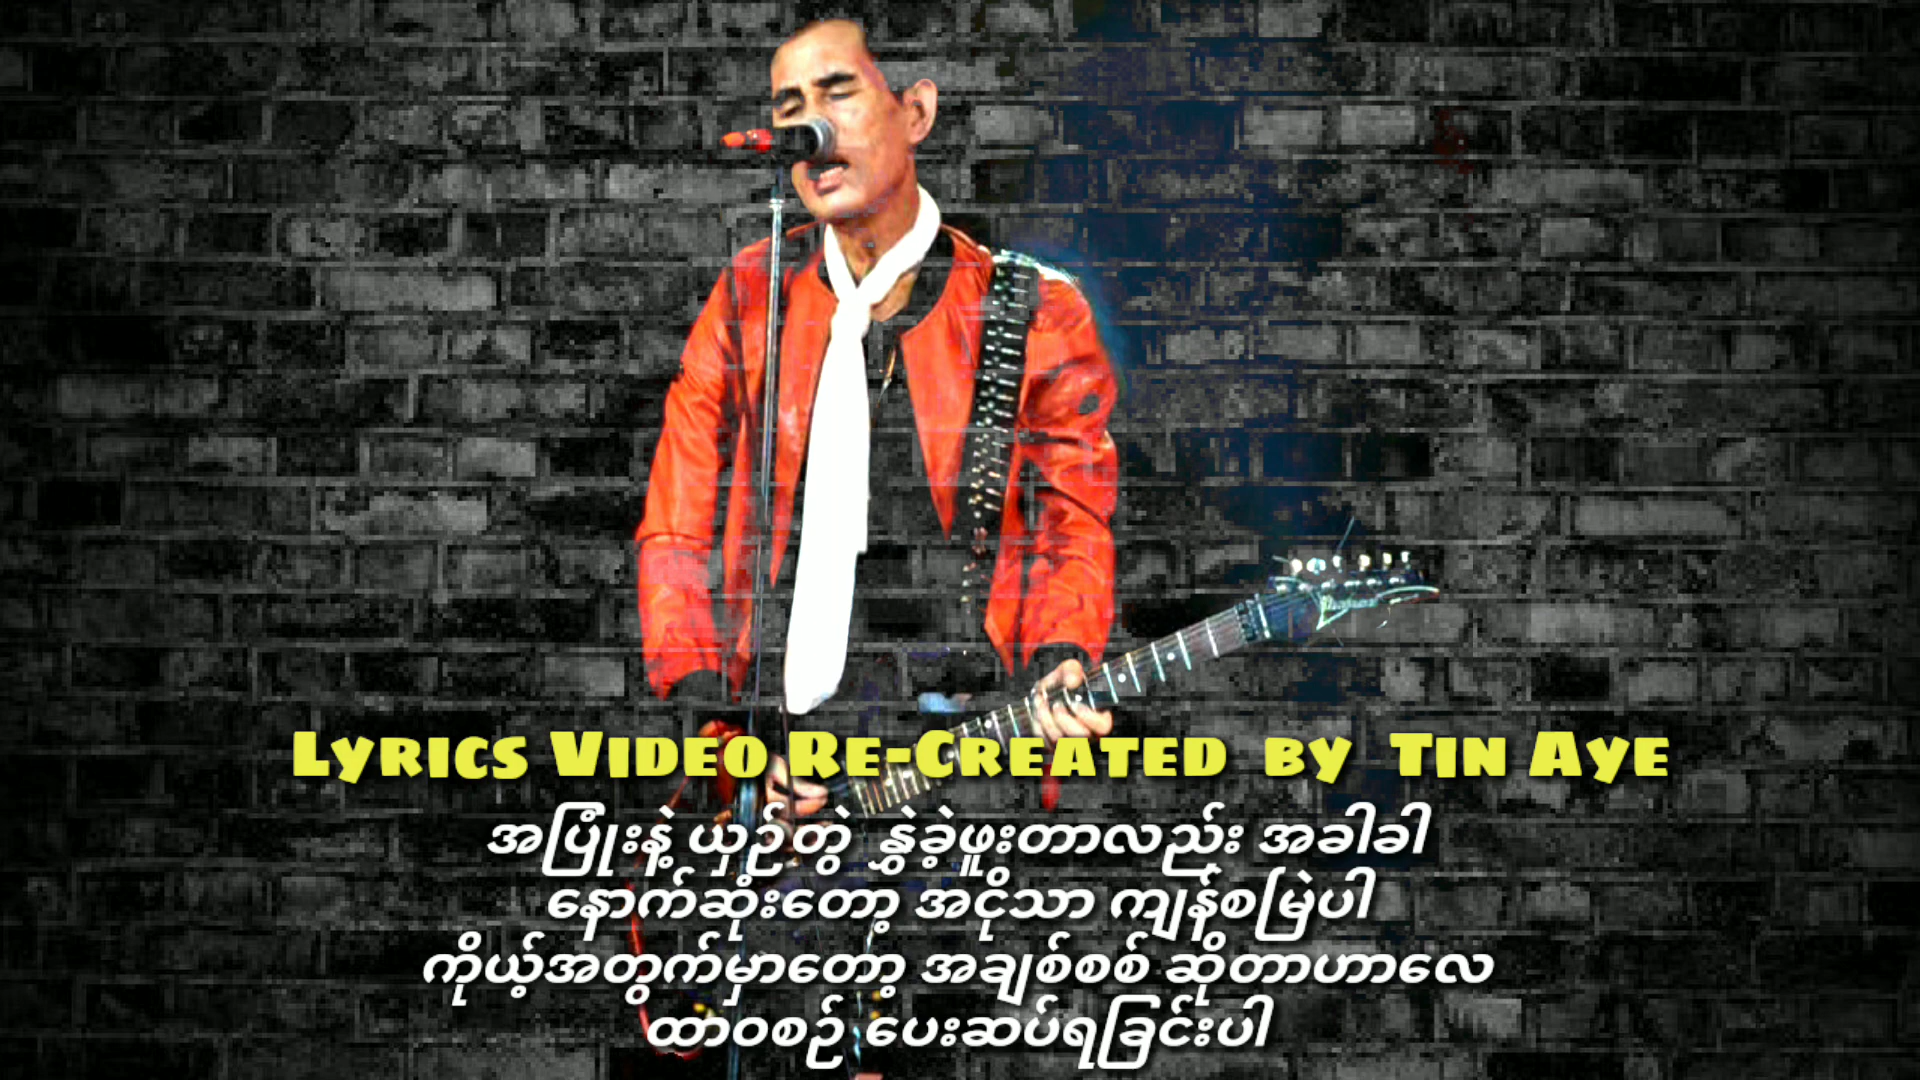 Lyrics Video Re-Created by Tin Aye
အပြုံးနဲ့ ယှဉ်တွဲ နွှဲခဲ့ဖူးတာလည်း အခါခါ
နောက်ဆုံးတော့ အငိုသာ ကျန်စမြဲပါ
ကိုယ့်အတွက်မှာတော့ အချစ်စစ် ဆိုတာဟာလေ
ထာဝစဉ် ပေးဆပ်ရခြင်းပါ
Ibanez